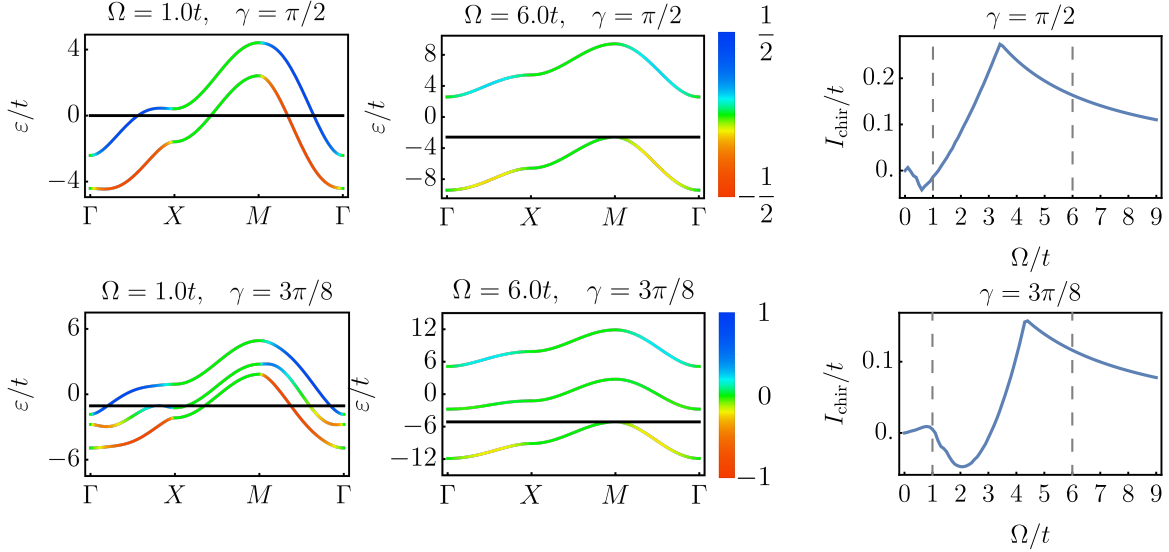 Ω = 1.0t, γ = π/2
ε/t
4
0
−4
Γ X M Γ
Ω = 6.0t, γ = π/2
ε/t
8
4
0
−4
−8
Γ X M Γ
1/2
−1/2
γ = π/2
I_chir/t
0.2
0.1
0.
0 1 2 3 4 5 6 7 8 9
Ω/t
Ω = 1.0t, γ = 3π/8
ε/t
6
0
−6
Γ X M Γ
Ω = 6.0t, γ = 3π/8
ε/t
12
6
0
−6
−12
Γ X M Γ
1
0
−1
γ = 3π/8
I_chir/t
0.1
0.
0 1 2 3 4 5 6 7 8 9
Ω/t